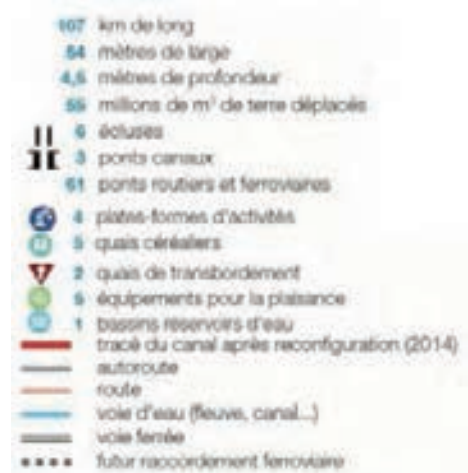 107 km de long
54 mètres de large
4,5 mètres de profondeur
55 millions de m³ de terre déplacés
6 écluses
3 ponts canaux
61 ponts routiers et ferroviaires
4 plates-formes d'activités
5 quais céréaliers
2 quais de transbordement
5 équipements pour la plaisance
1 bassins réservoirs d'eau
tracé du canal après reconfiguration (2014)
autoroute
route
voie d'eau (fleuve, canal...)
voie ferrée
futur raccordement ferroviaire